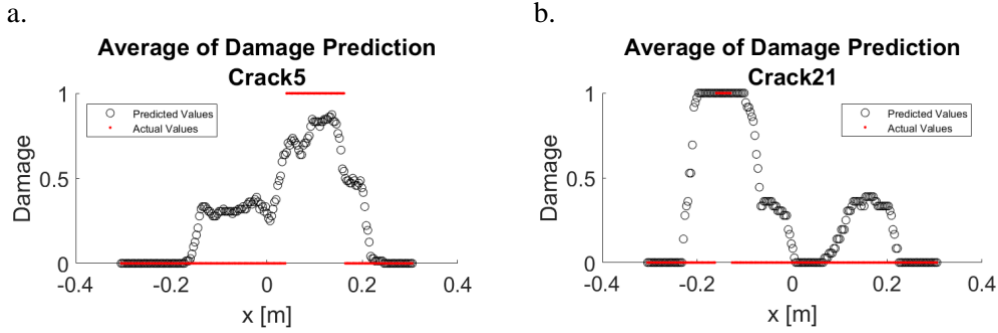 a.
Average of Damage Prediction
Crack5
Predicted Values
Actual Values
Damage
1
0.5
0
-0.4
-0.2
0
0.2
0.4
x [m]
b.
Average of Damage Prediction
Crack21
Predicted Values
Actual Values
Damage
1
0.5
0
-0.4
-0.2
0
0.2
0.4
x [m]